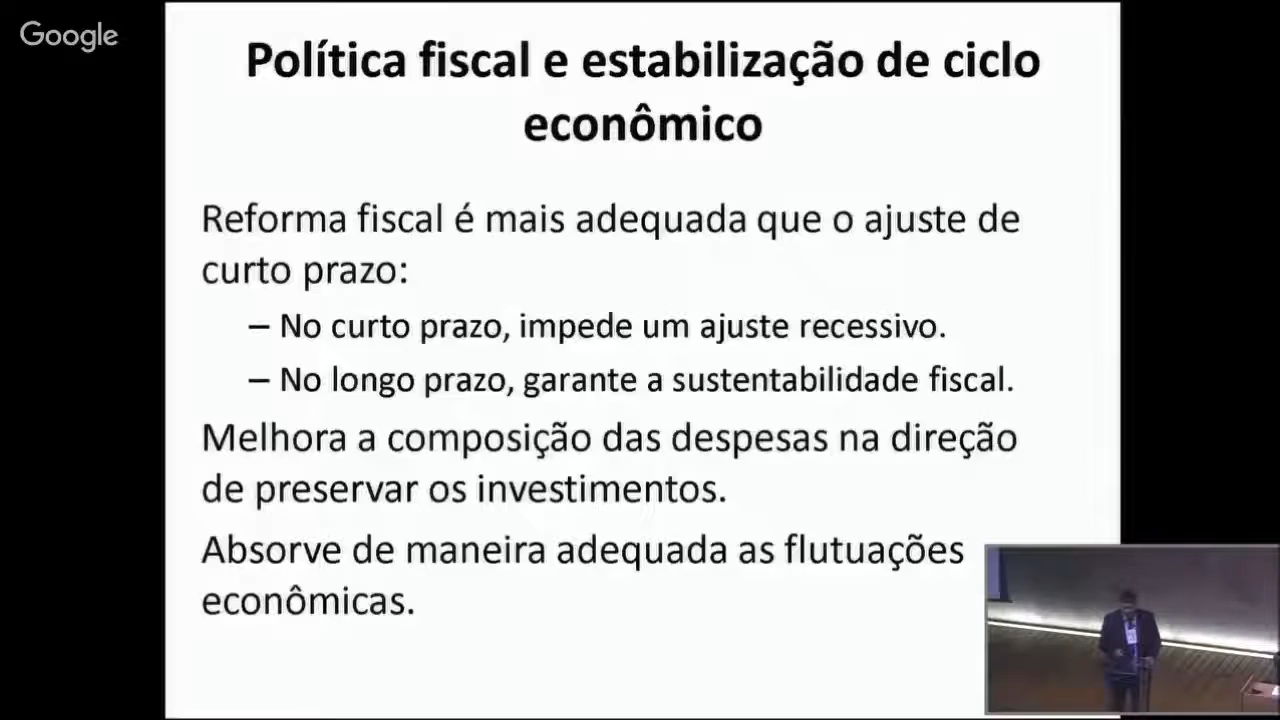 Google
Política fiscal e estabilização de ciclo
econômico
Reforma fiscal é mais adequada que o ajuste de
curto prazo:
– No curto prazo, impede um ajuste recessivo.
– No longo prazo, garante a sustentabilidade fiscal.
Melhora a composição das despesas na direção
de preservar os investimentos.
Absorve de maneira adequada as flutuações
econômicas.